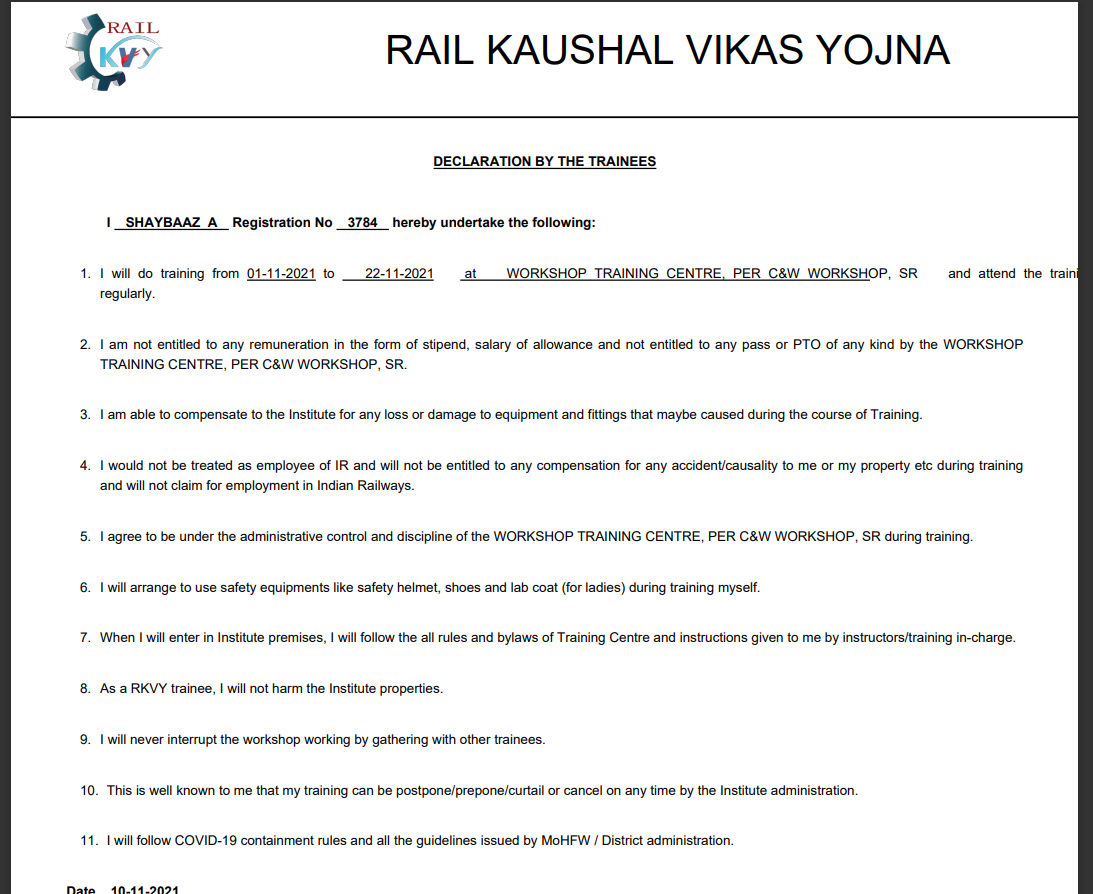 RAIL
KVY
RAIL KAUSHAL VIKAS YOJNA
DECLARATION BY THE TRAINEES
I SHAYBAAZ A Registration No 3784 hereby undertake the following:
1. I will do training from 01-11-2021 to 22-11-2021 at WORKSHOP TRAINING CENTRE, PER C&W WORKSHOP, SR and attend the traini
regularly.
2. I am not entitled to any remuneration in the form of stipend, salary of allowance and not entitled to any pass or PTO of any kind by the WORKSHOP
TRAINING CENTRE, PER C&W WORKSHOP, SR.
3. I am able to compensate to the Institute for any loss or damage to equipment and fittings that maybe caused during the course of Training.
4. I would not be treated as employee of IR and will not be entitled to any compensation for any accident/causality to me or my property etc during training
and will not claim for employment in Indian Railways.
5. I agree to be under the administrative control and discipline of the WORKSHOP TRAINING CENTRE, PER C&W WORKSHOP, SR during training.
6. I will arrange to use safety equipments like safety helmet, shoes and lab coat (for ladies) during training myself.
7. When I will enter in Institute premises, I will follow the all rules and bylaws of Training Centre and instructions given to me by instructors/training in-charge.
8. As a RKVY trainee, I will not harm the Institute properties.
9. I will never interrupt the workshop working by gathering with other trainees.
10. This is well known to me that my training can be postpone/prepone/curtail or cancel on any time by the Institute administration.
11. I will follow COVID-19 containment rules and all the guidelines issued by MoHFW / District administration.
Date 10-11-2021